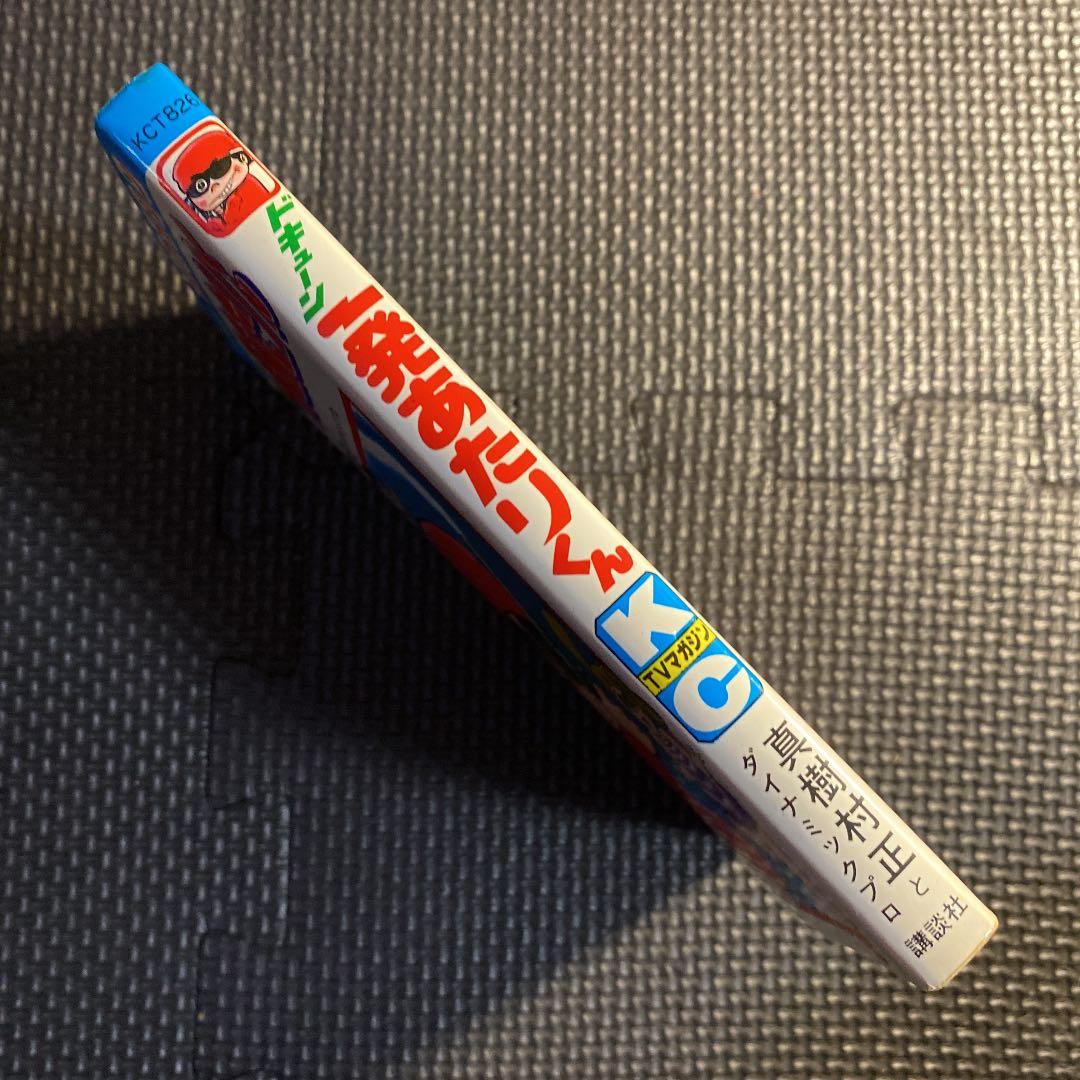 KCT826
ドキューン
一発あたりくん
K
TVマガジン
C
真樹村正と
ダイナミックプロ
講談社